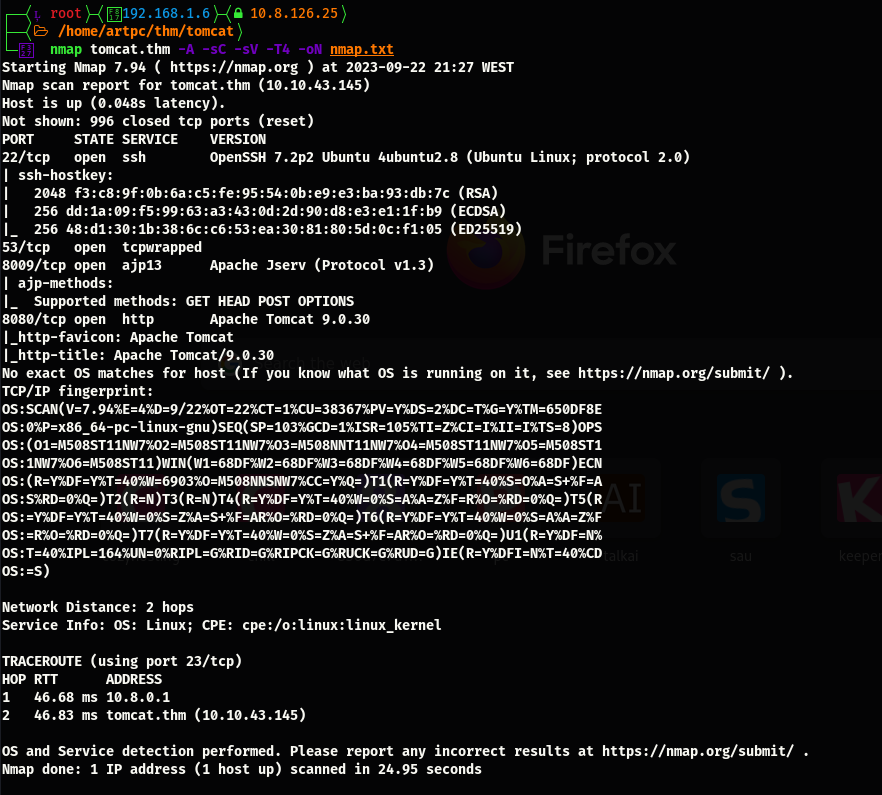 root 192.168.1.6 10.8.126.25
/home/artpc/thm/tomcat
nmap tomcat.thm -A -sC -sV -T4 -oN nmap.txt
Starting Nmap 7.94 ( https://nmap.org ) at 2023-09-22 21:27 WEST
Nmap scan report for tomcat.thm (10.10.43.145)
Host is up (0.048s latency).
Not shown: 996 closed tcp ports (reset)
PORT     STATE SERVICE    VERSION
22/tcp   open  ssh        OpenSSH 7.2p2 Ubuntu 4ubuntu2.8 (Ubuntu Linux; protocol 2.0)
| ssh-hostkey:
|   2048 f3:c8:9f:0b:6a:c5:fe:95:54:0b:e9:e3:ba:93:db:7c (RSA)
|   256 dd:1a:09:f5:99:63:a3:43:0d:2d:90:d8:e3:e1:1f:b9 (ECDSA)
|_  256 48:d1:30:1b:38:6c:c6:53:ea:30:81:80:5d:0c:f1:05 (ED25519)
53/tcp   open  tcpwrapped
Firefox
8009/tcp open  ajp13      Apache Jserv (Protocol v1.3)
| ajp-methods:
|_  Supported methods: GET HEAD POST OPTIONS
8080/tcp open  http       Apache Tomcat 9.0.30
|_http-favicon: Apache Tomcat
|_http-title: Apache Tomcat/9.0.30
No exact OS matches for host (If you know what OS is running on it, see https://nmap.org/submit/ ).
TCP/IP fingerprint:
OS:SCAN(V=7.94%E=4%D=9/22%OT=22%CT=1%CU=38367%PV=Y%DS=2%DC=T%G=Y%TM=650DF8E
OS:0%P=x86_64-pc-linux-gnu)SEQ(SP=103%GCD=1%ISR=105%TI=Z%CI=I%II=I%TS=8)OPS
OS:(O1=M508ST11NW7%O2=M508ST11NW7%O3=M508NNT11NW7%O4=M508ST11NW7%O5=M508ST1
OS:1NW7%O6=M508ST11)WIN(W1=68DF%W2=68DF%W3=68DF%W4=68DF%W5=68DF%W6=68DF)ECN
OS:(R=Y%DF=Y%T=40%W=6903%O=M508NNSNW7%CC=Y%Q=)T1(R=Y%DF=Y%T=40%S=O%A=S+%F=A
OS:S%RD=0%Q=)T2(R=N)T3(R=N)T4(R=Y%DF=Y%T=40%W=0%S=A%A=Z%F=R%O=%RD=0%Q=)T5(R
OS:=Y%DF=Y%T=40%W=0%S=Z%A=S+%F=AR%O=%RD=0%Q=)T6(R=Y%DF=Y%T=40%W=0%S=A%A=Z%F
OS:=R%O=%RD=0%Q=)T7(R=Y%DF=Y%T=40%W=0%S=Z%A=S+%F=AR%O=%RD=0%Q=)U1(R=Y%DF=N%
OS:T=40%IPL=164%UN=0%RIPL=G%RID=G%RIPCK=G%RUCK=G%RUD=G)IE(R=Y%DFI=N%T=40%CD
talkai sau keeper
OS:=S)
Network Distance: 2 hops
Service Info: OS: Linux; CPE: cpe:/o:linux:linux_kernel
TRACEROUTE (using port 23/tcp)
HOP RTT      ADDRESS
1   46.68 ms 10.8.0.1
2   46.83 ms tomcat.thm (10.10.43.145)
OS and Service detection performed. Please report any incorrect results at https://nmap.org/submit/ .
Nmap done: 1 IP address (1 host up) scanned in 24.95 seconds